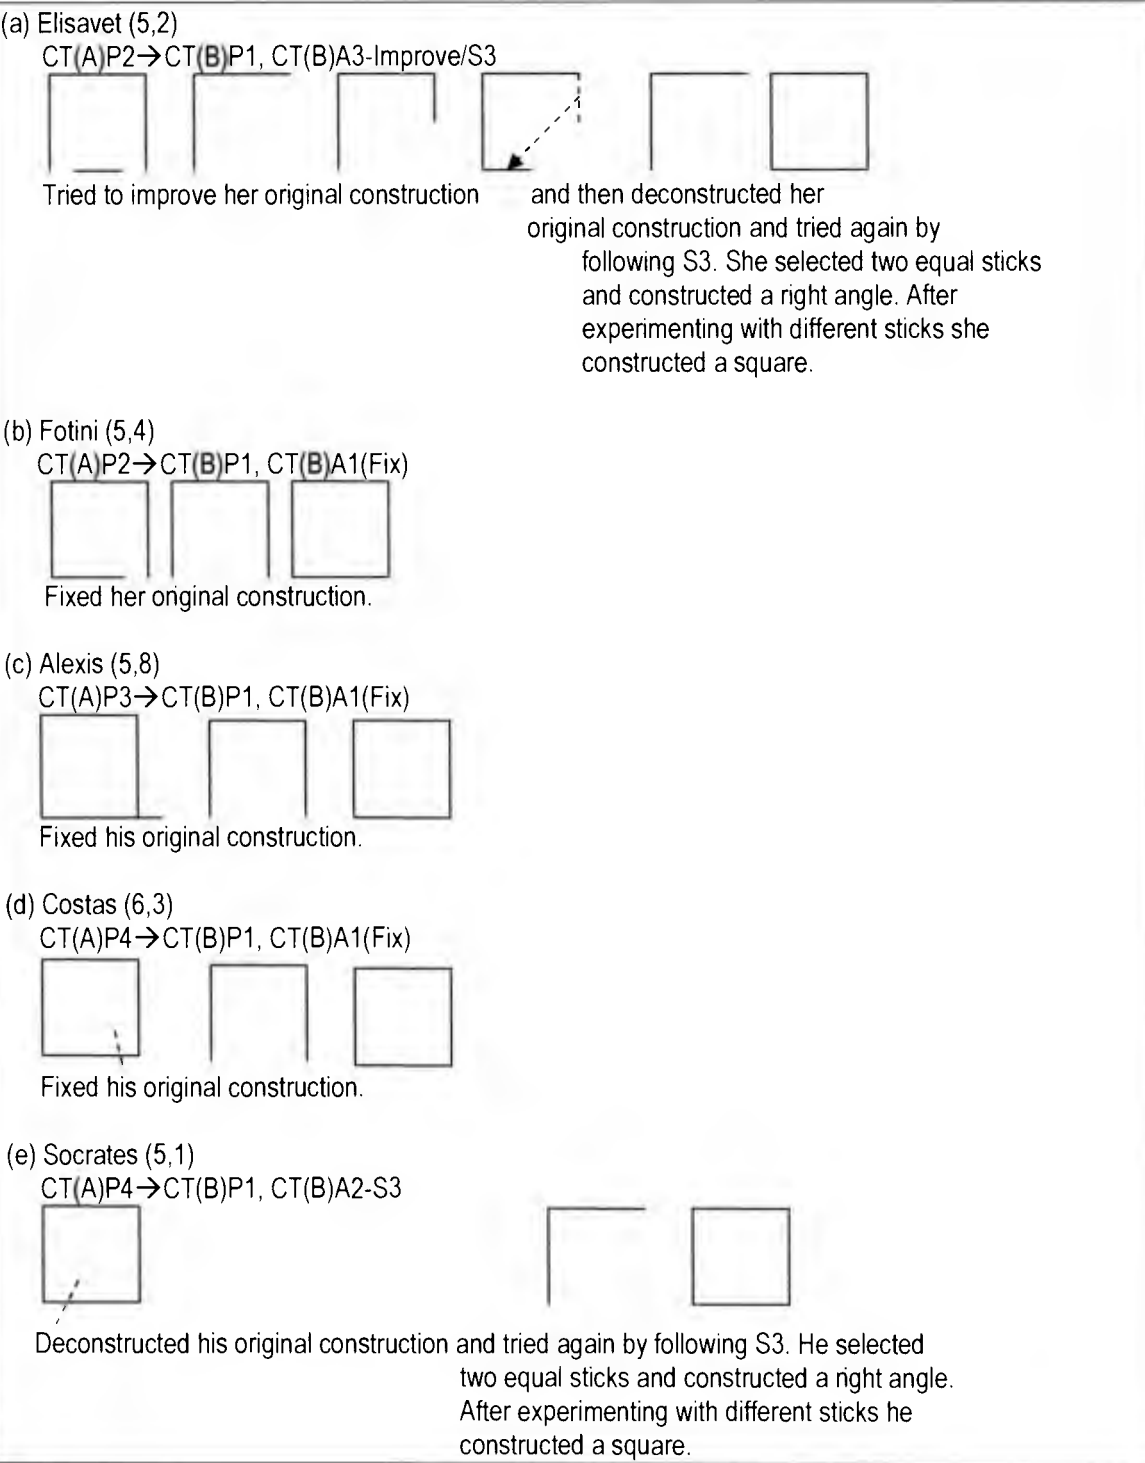 (a) Elisavet (5,2)
CT(A)P2→CT(B)P1, CT(B)A3-Improve/S3
Tried to improve her original construction and then deconstructed her
original construction and tried again by
following S3. She selected two equal sticks
and constructed a right angle. After
experimenting with different sticks she
constructed a square.
(b) Fotini (5,4)
CT(A)P2→CT(B)P1, CT(B)A1(Fix)
Fixed her original construction.
(c) Alexis (5,8)
CT(A)P3→CT(B)P1, CT(B)A1(Fix)
Fixed his original construction.
(d) Costas (6,3)
CT(A)P4→CT(B)P1, CT(B)A1(Fix)
Fixed his original construction.
(e) Socrates (5,1)
CT(A)P4→CT(B)P1, CT(B)A2-S3
Deconstructed his original construction and tried again by following S3. He selected
two equal sticks and constructed a right angle.
After experimenting with different sticks he
constructed a square.